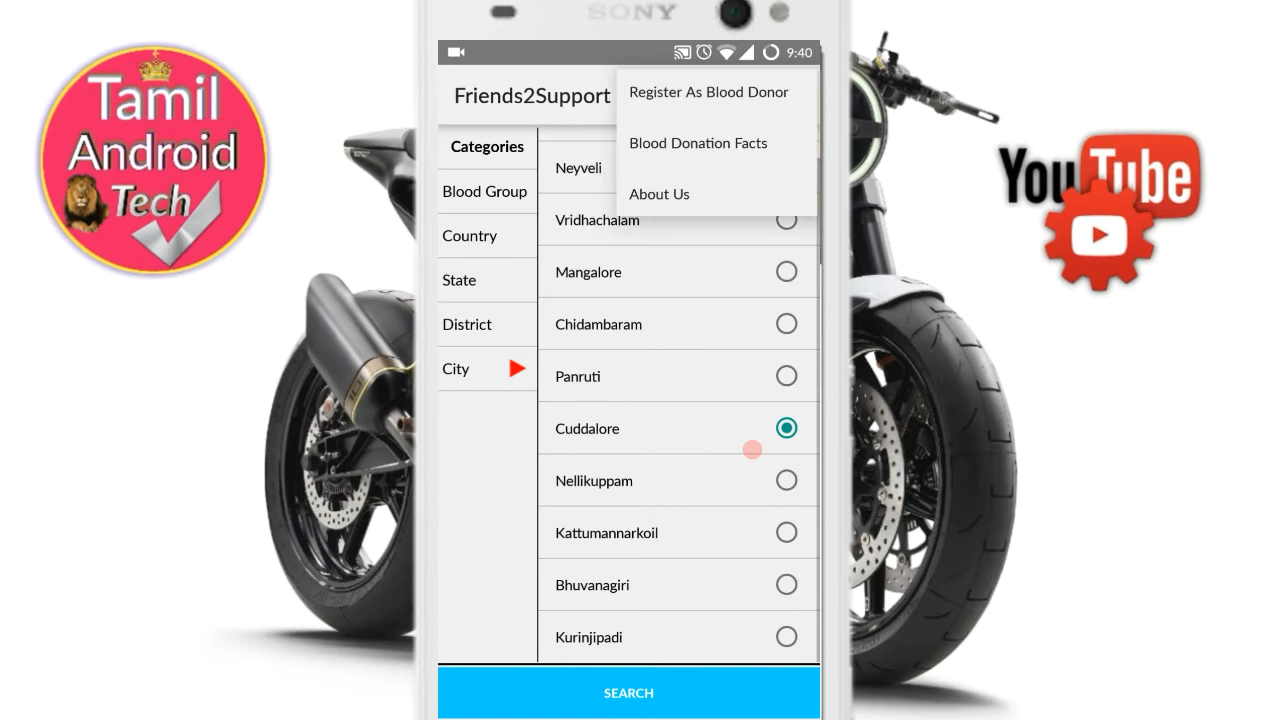 SONY
Tamil
Android
Tech
YouTube
9:40
Friends2Support
Register As Blood Donor
Blood Donation Facts
About Us
Categories
Blood Group
Country
State
District
City
Neyveli
Vridhachalam
Mangalore
Chidambaram
Panruti
Cuddalore
Nellikuppam
Kattumannarkoil
Bhuvanagiri
Kurinjipadi
SEARCH